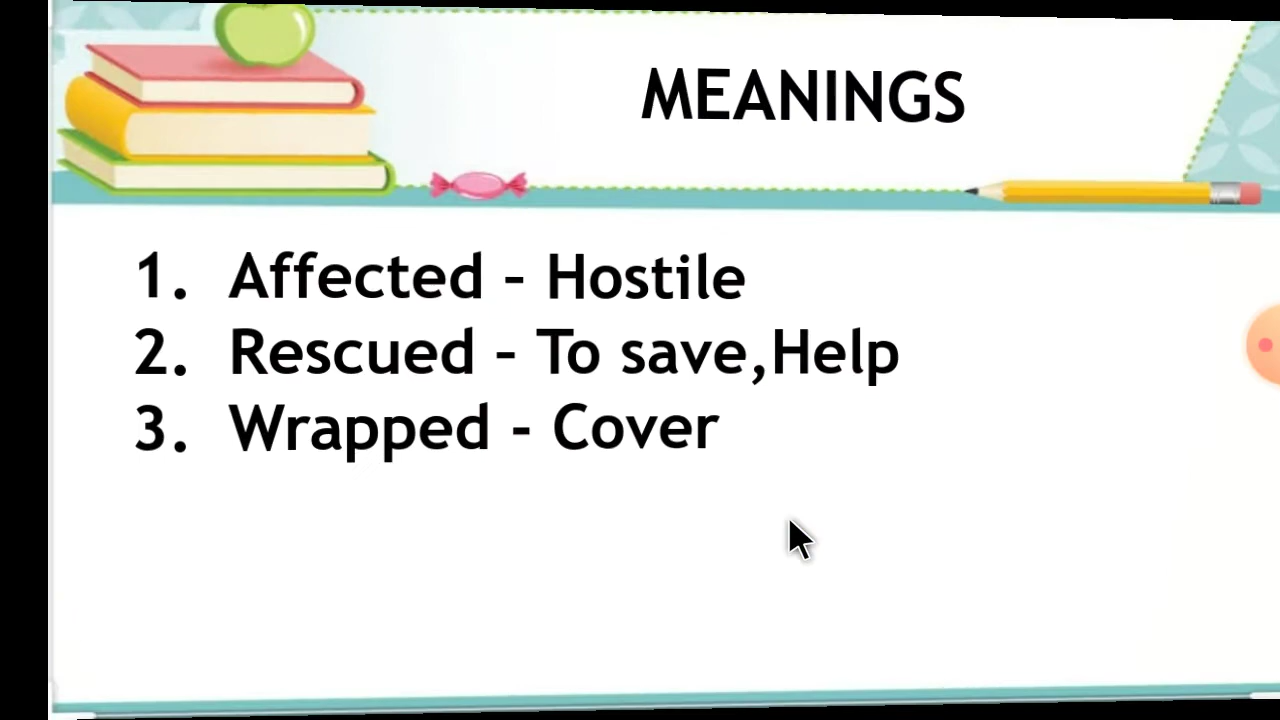 MEANINGS
1. Affected - Hostile
2. Rescued - To save,Help
3. Wrapped - Cover